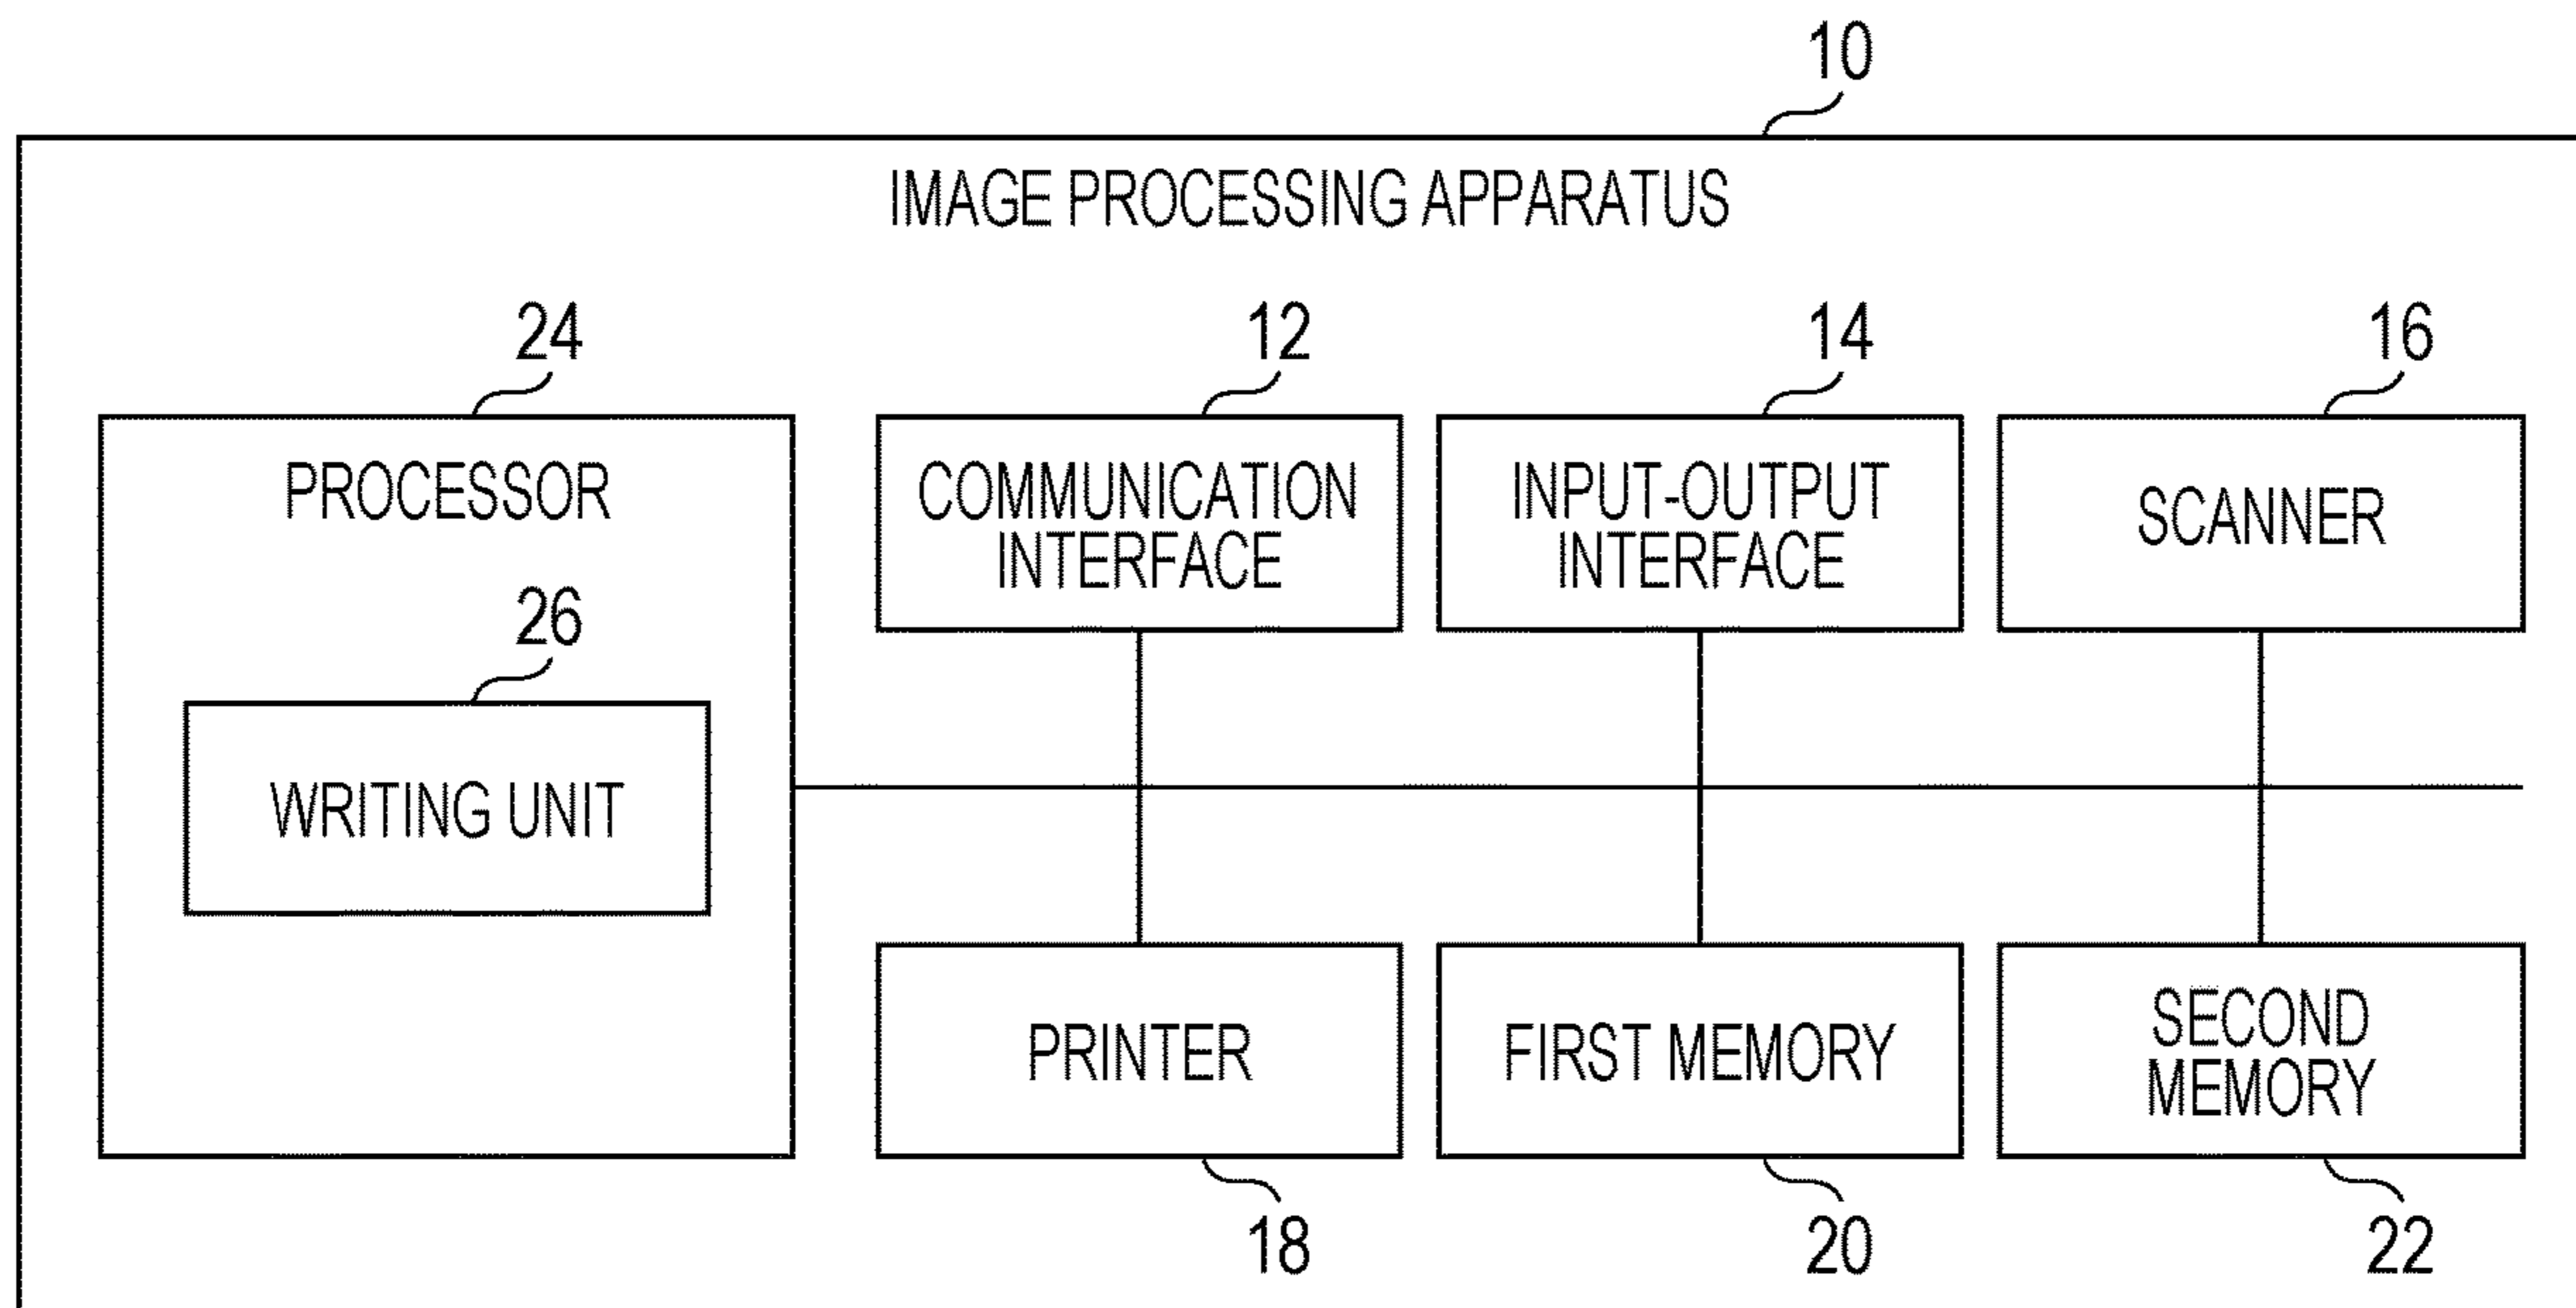 10
IMAGE PROCESSING APPARATUS
24
12
14
16
PROCESSOR
COMMUNICATION
INTERFACE
INPUT-OUTPUT
INTERFACE
SCANNER
26
WRITING UNIT
PRINTER
FIRST MEMORY
SECOND
MEMORY
18
20
22